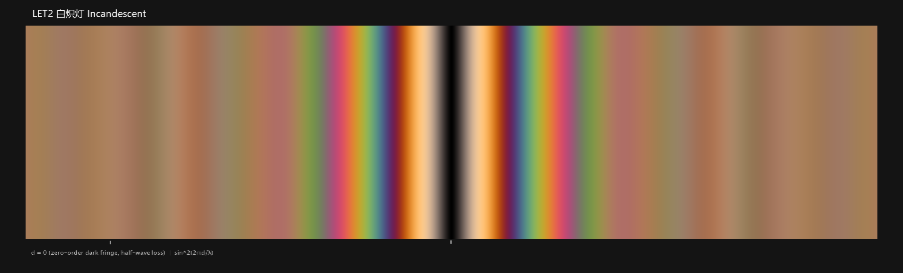 LET2 白炽灯 Incandescent
d = 0 (zero-order dark fringe, half-wave loss) | sin^2(2πd/λ)